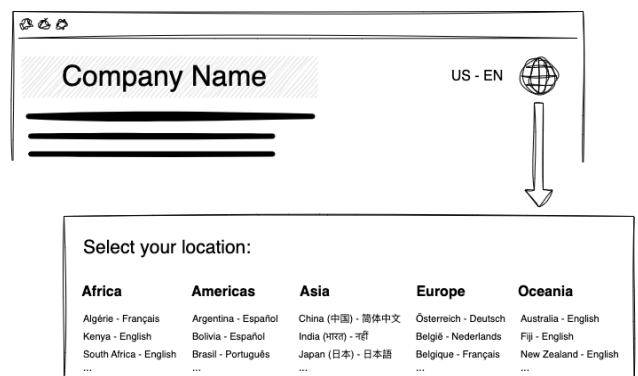 Company Name
US - EN
Select your location:
Africa
Algérie - Français
Kenya - English
South Africa - English
...
Americas
Argentina - Español
Bolivia - Español
Brasil - Português
...
Asia
China (中国) - 简体中文
India (भारत) - नहीं
Japan (日本) - 日本語
...
Europe
Österreich - Deutsch
België - Nederlands
Belgique - Français
...
Oceania
Australia - English
Fiji - English
New Zealand - English
...